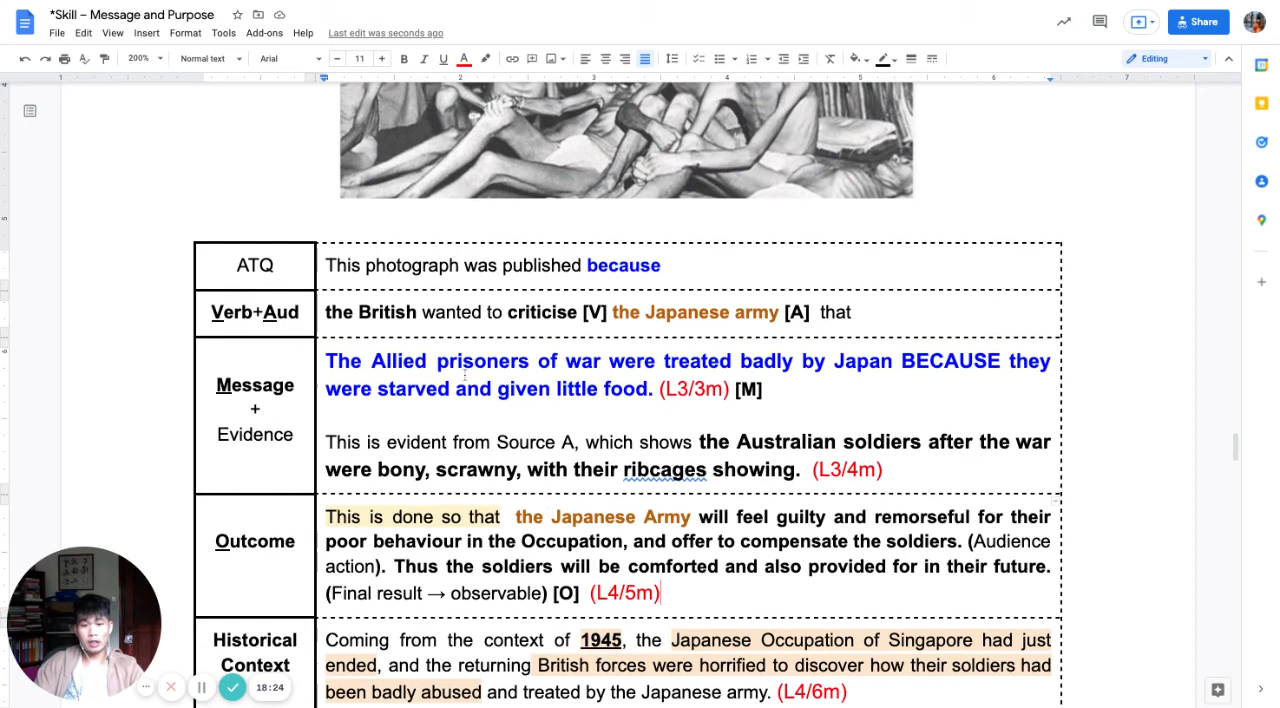 *Skill – Message and Purpose
File Edit View Insert Format Tools Add-ons Help Last edit was seconds ago
Share
200% Normal text Arial 11 B I U A Editing
1 2 3 4 5 6 7
ATQ
This photograph was published because
Verb+Aud
the British wanted to criticise [V] the Japanese army [A] that
Message
+
Evidence
The Allied prisoners of war were treated badly by Japan BECAUSE they
were starved and given little food. (L3/3m) [M]
This is evident from Source A, which shows the Australian soldiers after the war
were bony, scrawny, with their ribcages showing. (L3/4m)
Outcome
This is done so that the Japanese Army will feel guilty and remorseful for their
poor behaviour in the Occupation, and offer to compensate the soldiers. (Audience
action). Thus the soldiers will be comforted and also provided for in their future.
(Final result → observable) [O] (L4/5m)
Historical
Context
Coming from the context of 1945, the Japanese Occupation of Singapore had just
ended, and the returning British forces were horrified to discover how their soldiers had
been badly abused and treated by the Japanese army. (L4/6m)
18:24